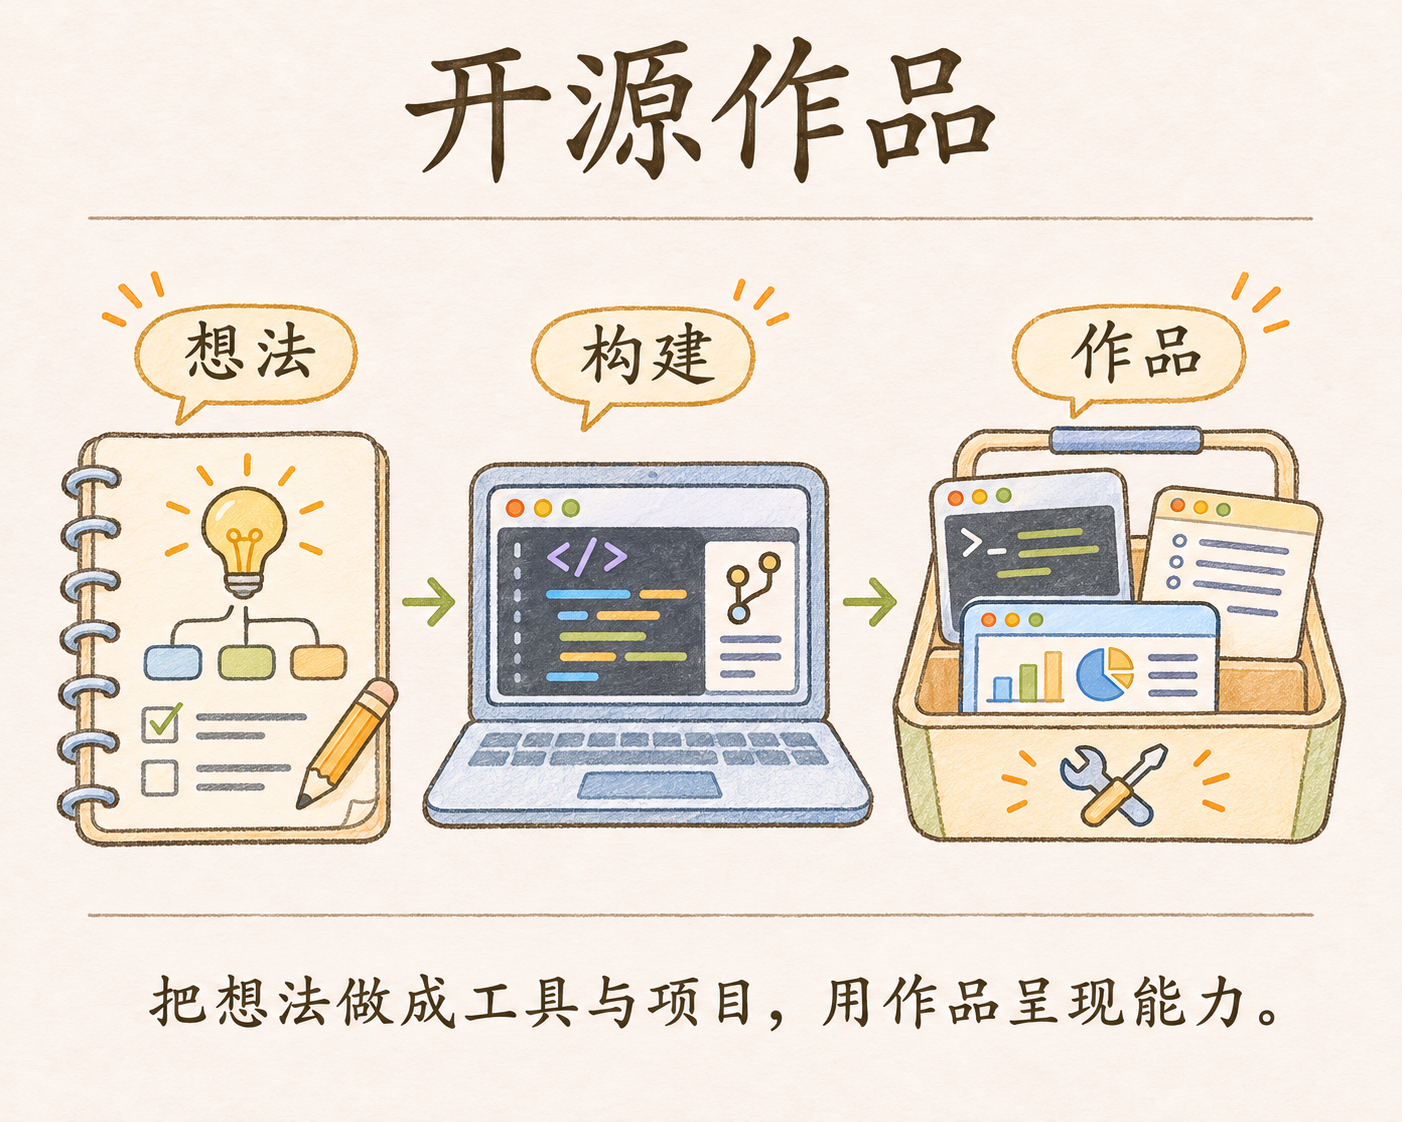 开源作品
想法
构建
作品
</>
>_
把想法做成工具与项目，用作品呈现能力。